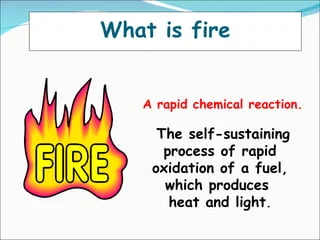 What is fire
A rapid chemical reaction.
FIRE
The self-sustaining
process of rapid
oxidation of a fuel,
which produces
heat and light.